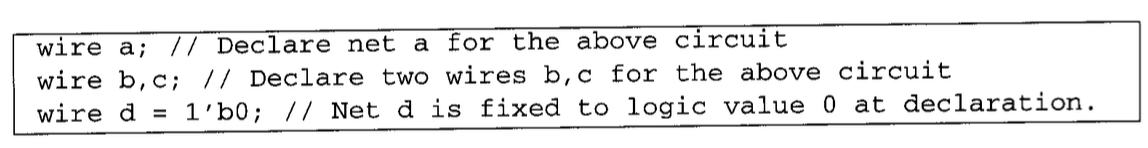 wire a; // Declare net a for the above circuit
wire b,c; // Declare two wires b,c for the above circuit
wire d = 1'b0; // Net d is fixed to logic value 0 at declaration.